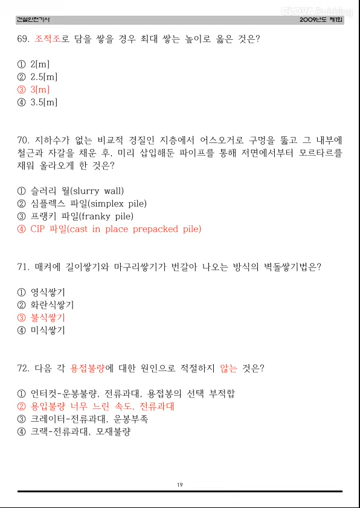 건설안전기사 2009년도 제1회
69. 조적조로 담을 쌓을 경우 최대 쌓는 높이로 옳은 것은?
① 2[m]
② 2.5[m]
③ 3[m]
④ 3.5[m]
70. 지하수가 없는 비교적 경질인 지층에서 어스오거로 구멍을 뚫고 그 내부에
철근과 자갈을 채운 후, 미리 삽입해둔 파이프를 통해 저면에서부터 모르타르를
채워 올라오게 한 것은?
① 슬러리 월(slurry wall)
② 심플렉스 파일(simplex pile)
③ 프랭키 파일(franky pile)
④ CIP 파일(cast in place prepacked pile)
71. 매켜에 길이쌓기와 마구리쌓기가 번갈아 나오는 방식의 벽돌쌓기법은?
① 영식쌓기
② 화란식쌓기
③ 불식쌓기
④ 미식쌓기
72. 다음 각 용접불량에 대한 원인으로 적절하지 않는 것은?
① 언터컷-운봉불량, 전류과대, 용접봉의 선택 부적합
② 용입불량 너무 느린 속도, 전류과대
③ 크레이터-전류과대, 운봉부족
④ 크랙-전류과대, 모재불량
19